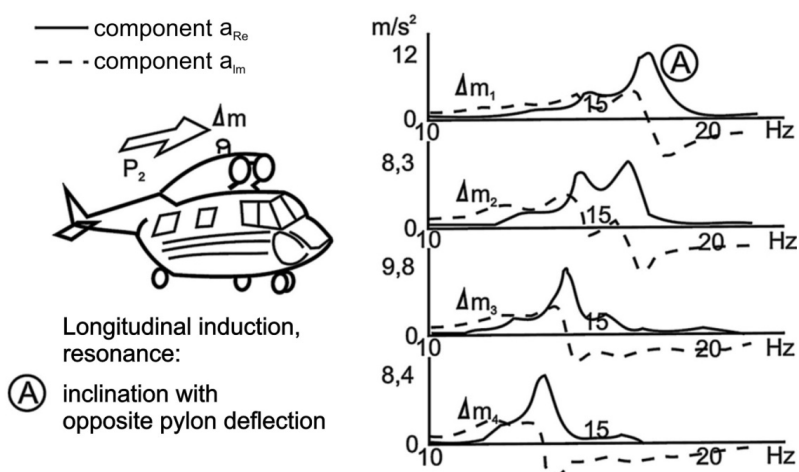 component aRe
component aIm
Δm
P2
Longitudinal induction,
resonance:
A inclination with
opposite pylon deflection
m/s²
12
Δm1
A
0
10 15 20 Hz
8,3
Δm2
0
10 15 20 Hz
9,8
Δm3
0
10 15 20 Hz
8,4
Δm4
0
10 15 20 Hz